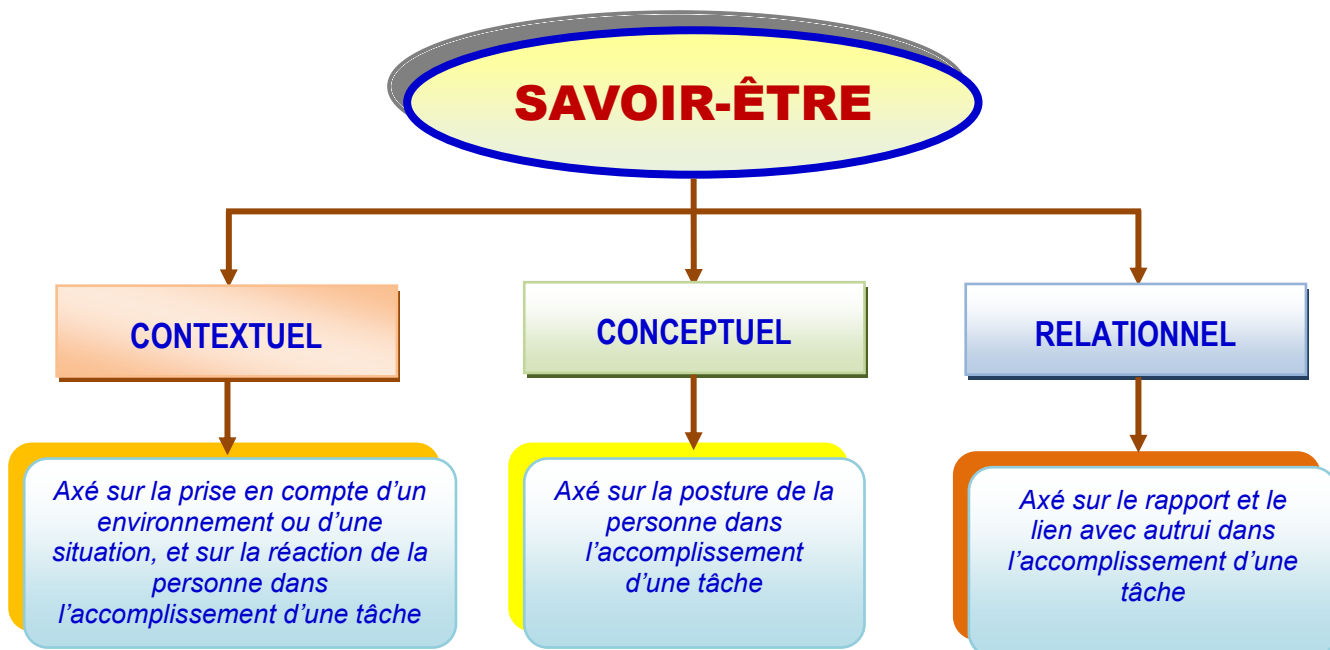 SAVOIR-ÊTRE
CONTEXTUEL
CONCEPTUEL
RELATIONNEL
Axé sur la prise en compte d’un
environnement ou d’une
situation, et sur la réaction de la
personne dans
l’accomplissement d’une tâche
Axé sur la posture de la
personne dans
l’accomplissement
d’une tâche
Axé sur le rapport et le
lien avec autrui dans
l’accomplissement d’une
tâche